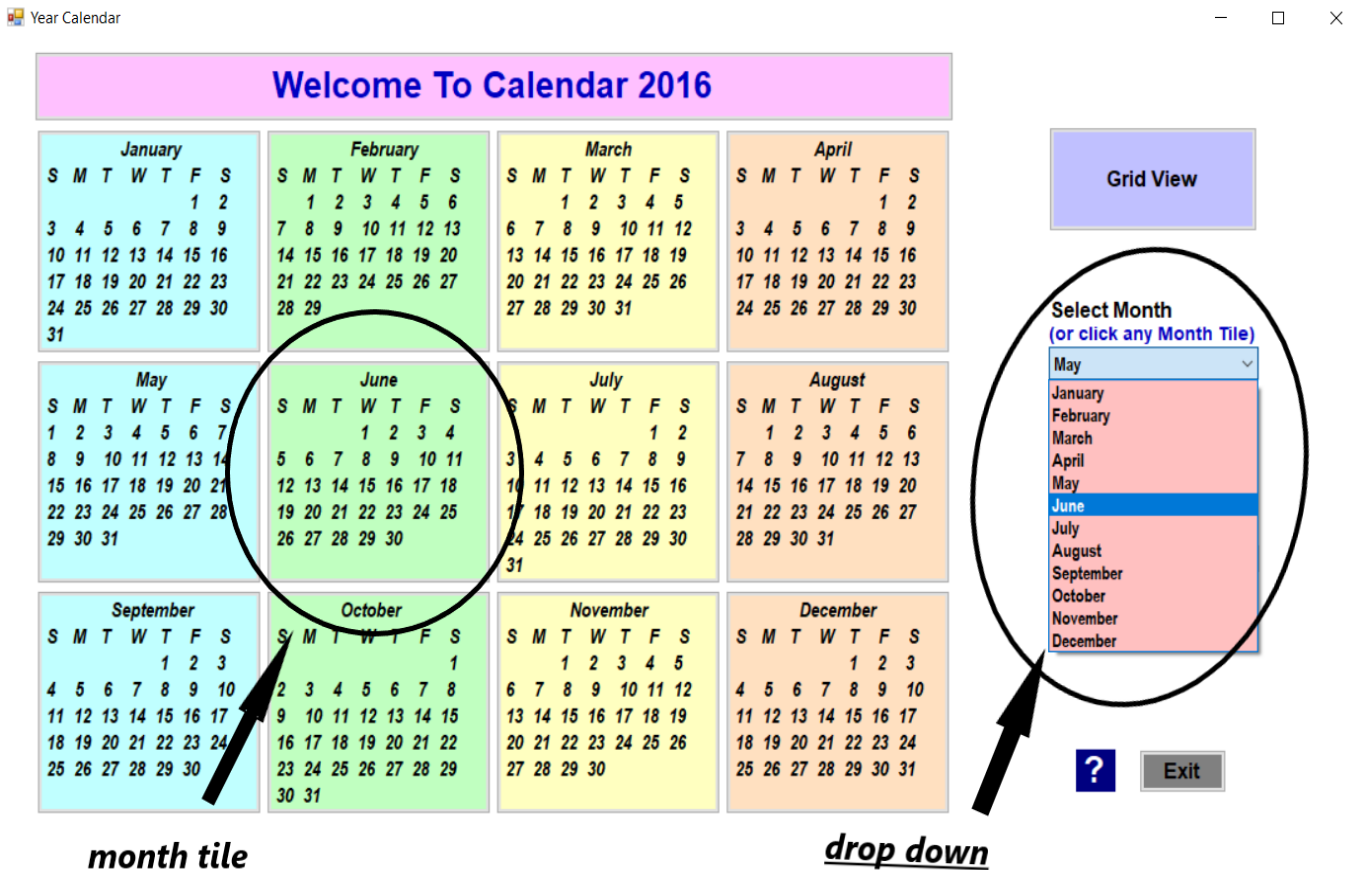 Year Calendar
Welcome To Calendar 2016
January
S M T W T F S
1 2
3 4 5 6 7 8 9
10 11 12 13 14 15 16
17 18 19 20 21 22 23
24 25 26 27 28 29 30
31
February
S M T W T F S
1 2 3 4 5 6
7 8 9 10 11 12 13
14 15 16 17 18 19 20
21 22 23 24 25 26 27
28 29
March
S M T W T F S
1 2 3 4 5
6 7 8 9 10 11 12
13 14 15 16 17 18 19
20 21 22 23 24 25 26
27 28 29 30 31
April
S M T W T F S
1 2
3 4 5 6 7 8 9
10 11 12 13 14 15 16
17 18 19 20 21 22 23
24 25 26 27 28 29 30
May
S M T W T F S
1 2 3 4 5 6 7
8 9 10 11 12 13 14
15 16 17 18 19 20 21
22 23 24 25 26 27 28
29 30 31
June
S M T W T F S
1 2 3 4
5 6 7 8 9 10 11
12 13 14 15 16 17 18
19 20 21 22 23 24 25
26 27 28 29 30
July
S M T W T F S
1 2
3 4 5 6 7 8 9
10 11 12 13 14 15 16
17 18 19 20 21 22 23
24 25 26 27 28 29 30
31
August
S M T W T F S
1 2 3 4 5 6
7 8 9 10 11 12 13
14 15 16 17 18 19 20
21 22 23 24 25 26 27
28 29 30 31
September
S M T W T F S
1 2 3
4 5 6 7 8 9 10
11 12 13 14 15 16 17
18 19 20 21 22 23 24
25 26 27 28 29 30
October
S M T W T F S
1
2 3 4 5 6 7 8
9 10 11 12 13 14 15
16 17 18 19 20 21 22
23 24 25 26 27 28 29
30 31
November
S M T W T F S
1 2 3 4 5
6 7 8 9 10 11 12
13 14 15 16 17 18 19
20 21 22 23 24 25 26
27 28 29 30
December
S M T W T F S
1 2 3
4 5 6 7 8 9 10
11 12 13 14 15 16 17
18 19 20 21 22 23 24
25 26 27 28 29 30 31
Grid View
Select Month
(or click any Month Tile)
May
January
February
March
April
May
June
July
August
September
October
November
December
? Exit
month tile
drop down